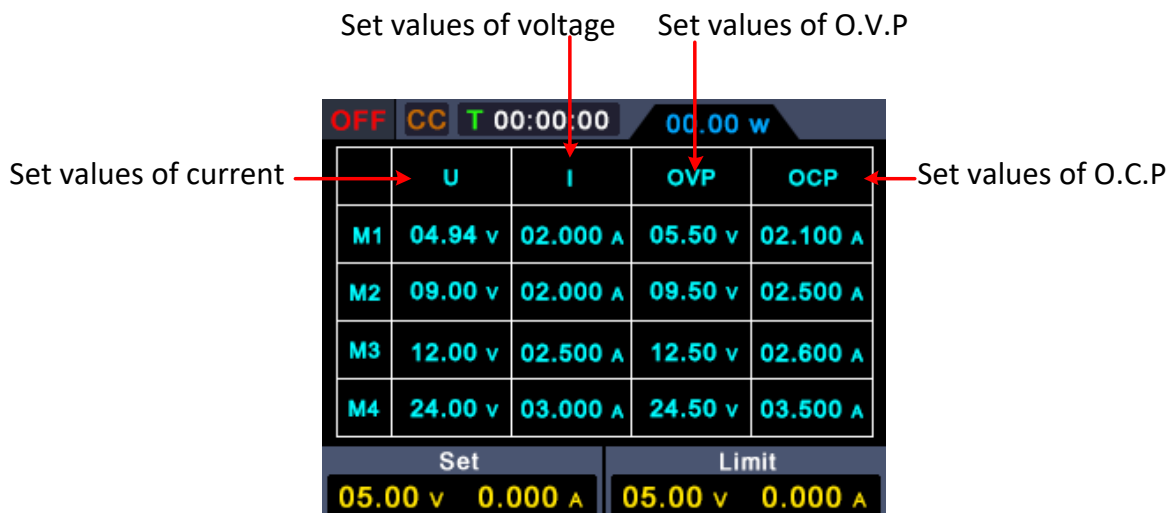 Set values of voltage Set values of O.V.P
OFF CC T 00:00:00 00.00 W
Set values of current U I OVP OCP Set values of O.C.P
M1 04.94 V 02.000 A 05.50 V 02.100 A
M2 09.00 V 02.000 A 09.50 V 02.500 A
M3 12.00 V 02.500 A 12.50 V 02.600 A
M4 24.00 V 03.000 A 24.50 V 03.500 A
Set Limit
05.00 V 0.000 A 05.00 V 0.000 A